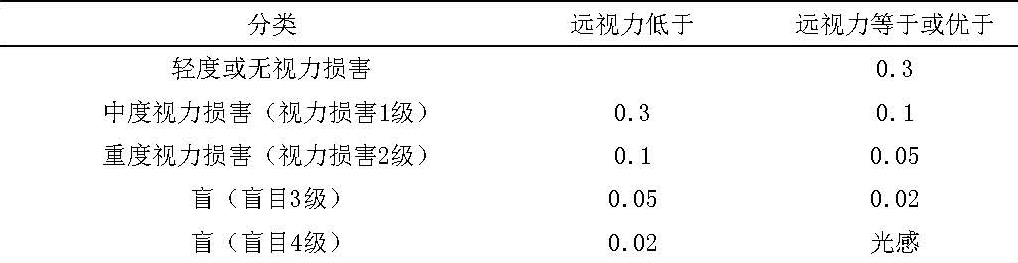 分类 远视力低于 远视力等于或优于
轻度或无视力损害 0.3
中度视力损害（视力损害1级） 0.3 0.1
重度视力损害（视力损害2级） 0.1 0.05
盲（盲目3级） 0.05 0.02
盲（盲目4级） 0.02 光感